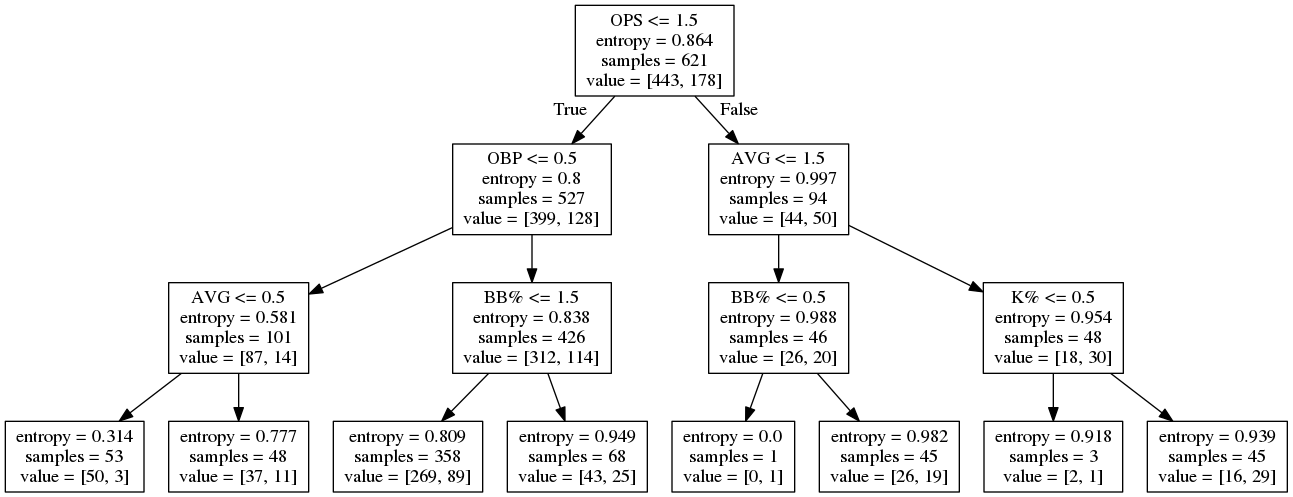 OPS <= 1.5
entropy = 0.864
samples = 621
value = [443, 178]
True
False
OBP <= 0.5
entropy = 0.8
samples = 527
value = [399, 128]
AVG <= 1.5
entropy = 0.997
samples = 94
value = [44, 50]
AVG <= 0.5
entropy = 0.581
samples = 101
value = [87, 14]
BB% <= 1.5
entropy = 0.838
samples = 426
value = [312, 114]
BB% <= 0.5
entropy = 0.988
samples = 46
value = [26, 20]
K% <= 0.5
entropy = 0.954
samples = 48
value = [18, 30]
entropy = 0.314
samples = 53
value = [50, 3]
entropy = 0.777
samples = 48
value = [37, 11]
entropy = 0.809
samples = 358
value = [269, 89]
entropy = 0.949
samples = 68
value = [43, 25]
entropy = 0.0
samples = 1
value = [0, 1]
entropy = 0.982
samples = 45
value = [26, 19]
entropy = 0.918
samples = 3
value = [2, 1]
entropy = 0.939
samples = 45
value = [16, 29]